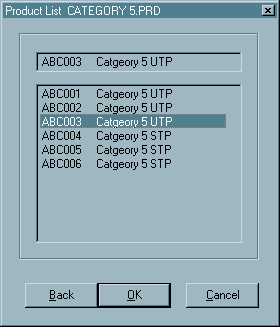 Product List CATEGORY 5.PRD
ABC003 Catgeory 5 UTP
ABC001 Catgeory 5 UTP
ABC002 Catgeory 5 UTP
ABC003 Catgeory 5 UTP
ABC004 Catgeory 5 STP
ABC005 Catgeory 5 STP
ABC006 Catgeory 5 STP
Back OK Cancel